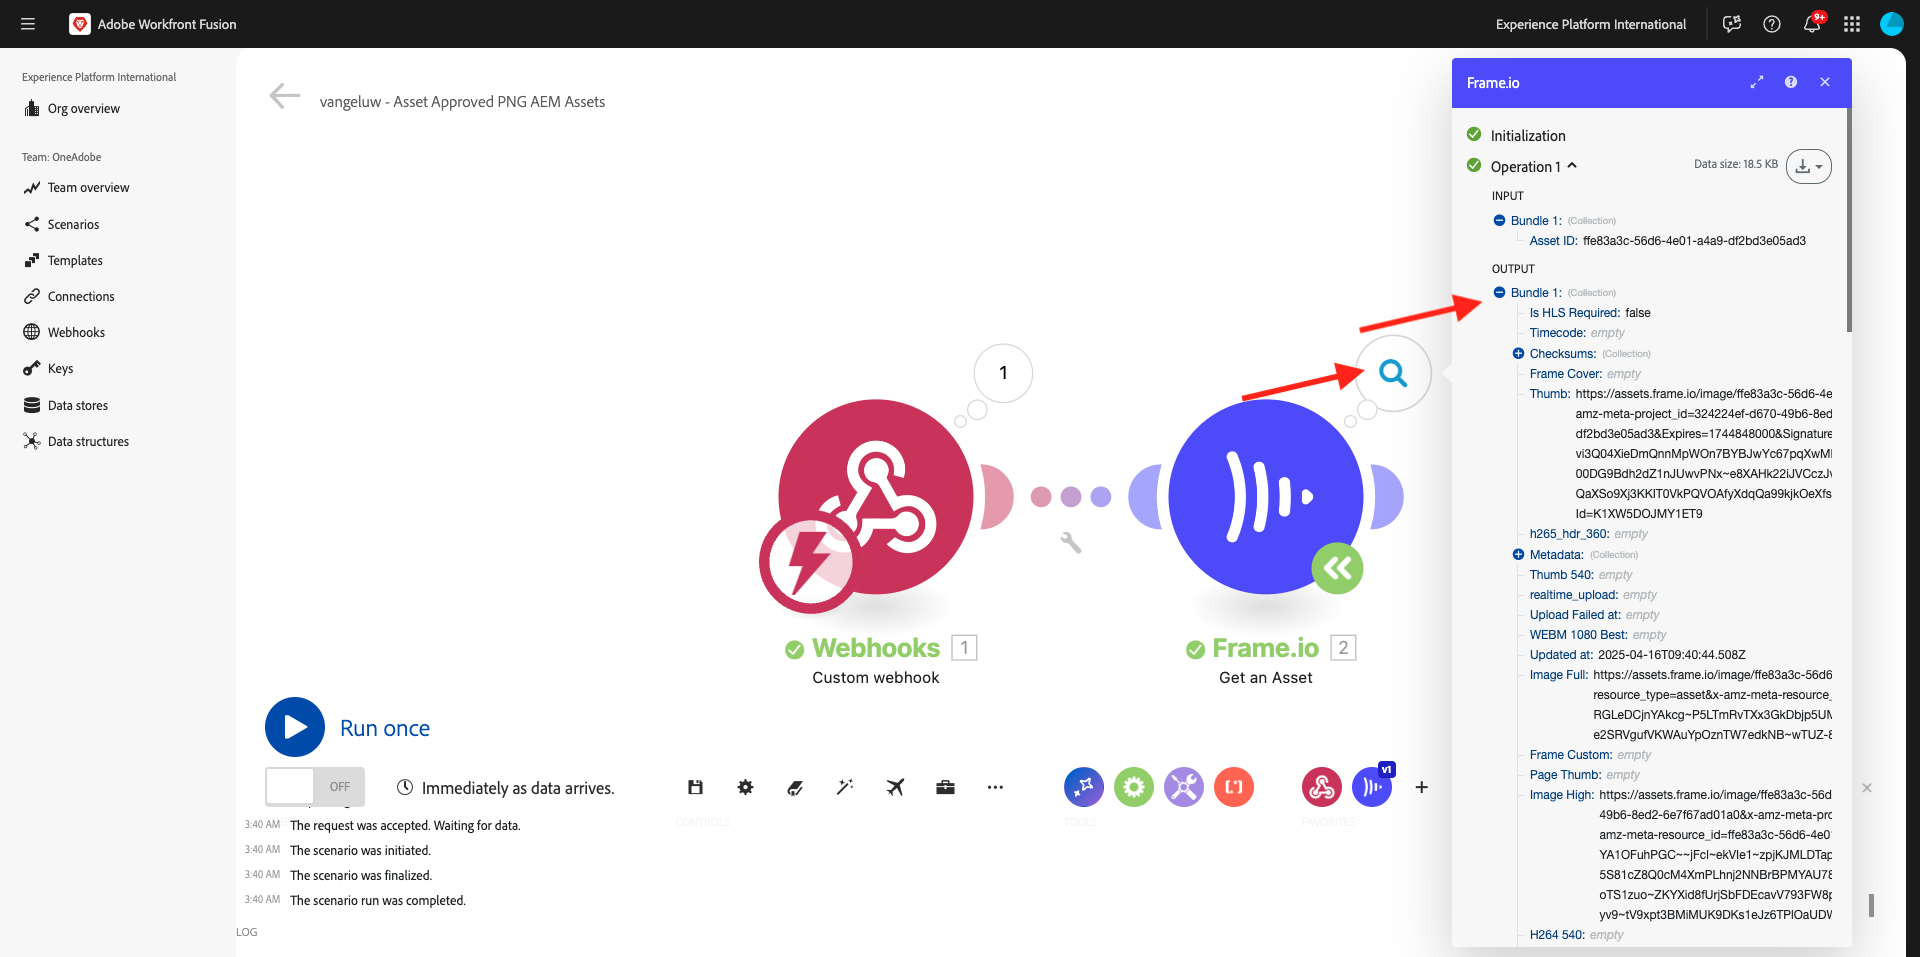 Adobe Workfront Fusion
Experience Platform International
9+
Experience Platform International
Org overview
Team: OneAdobe
Team overview
Scenarios
Templates
Connections
Webhooks
Keys
Data stores
Data structures
vangeluw - Asset Approved PNG AEM Assets
1
Webhooks 1
Custom webhook
Frame.io 2
Get an Asset
Run once
OFF
Immediately as data arrives.
CONTROLS
TOOLS
v1
FAVORITES
3:40 AM The request was accepted. Waiting for data.
3:40 AM The scenario was initiated.
3:40 AM The scenario was finalized.
3:40 AM The scenario run was completed.
LOG
Frame.io
Initialization
Operation 1
Data size: 18.5 KB
INPUT
Bundle 1: (Collection)
Asset ID: ffe83a3c-56d6-4e01-a4a9-df2bd3e05ad3
OUTPUT
Bundle 1: (Collection)
Is HLS Required: false
Timecode: empty
Checksums: (Collection)
Frame Cover: empty
Thumb: https://assets.frame.io/image/ffe83a3c-56d6-4e
amz-meta-project_id=324224ef-d670-49b6-8ed
df2bd3e05ad3&Expires=1744848000&Signature
vi3Q04XieDmQnnMpWOn7BYBJwYc67pqXwMl
00DG9Bdh2dZ1nJUwvPNx~e8XAHk22iJVCczJv
QaXSo9Xj3KKIT0VkPQVOAfyXdqQa99kjkOeXfs
Id=K1XW5DOJMY1ET9
h265_hdr_360: empty
Metadata: (Collection)
Thumb 540: empty
realtime_upload: empty
Upload Failed at: empty
WEBM 1080 Best: empty
Updated at: 2025-04-16T09:40:44.508Z
Image Full: https://assets.frame.io/image/ffe83a3c-56d6
resource_type=asset&x-amz-meta-resource_
RGLeDCjnYAkcg~P5LTmRvTXx3GkDbjp5UM
e2SRVgufVKWAuYpOznTW7edkNB~wTUZ-8
Frame Custom: empty
Page Thumb: empty
Image High: https://assets.frame.io/image/ffe83a3c-56d
49b6-8ed2-6e7f67ad01a0&x-amz-meta-pro
amz-meta-resource_id=ffe83a3c-56d6-4e0
YA1OFuhPGC~~jFcI~ekVIe1~zpjKJMLDTap
5S81cZ8Q0cM4XmPLhnj2NNBrBPMYAU78
oTS1zuo~ZKYXid8fUrjSbFDEcavV793FW8p
yv9~tV9xpt3BMiMUK9DKs1eJz6TPlOaUDW
H264 540: empty